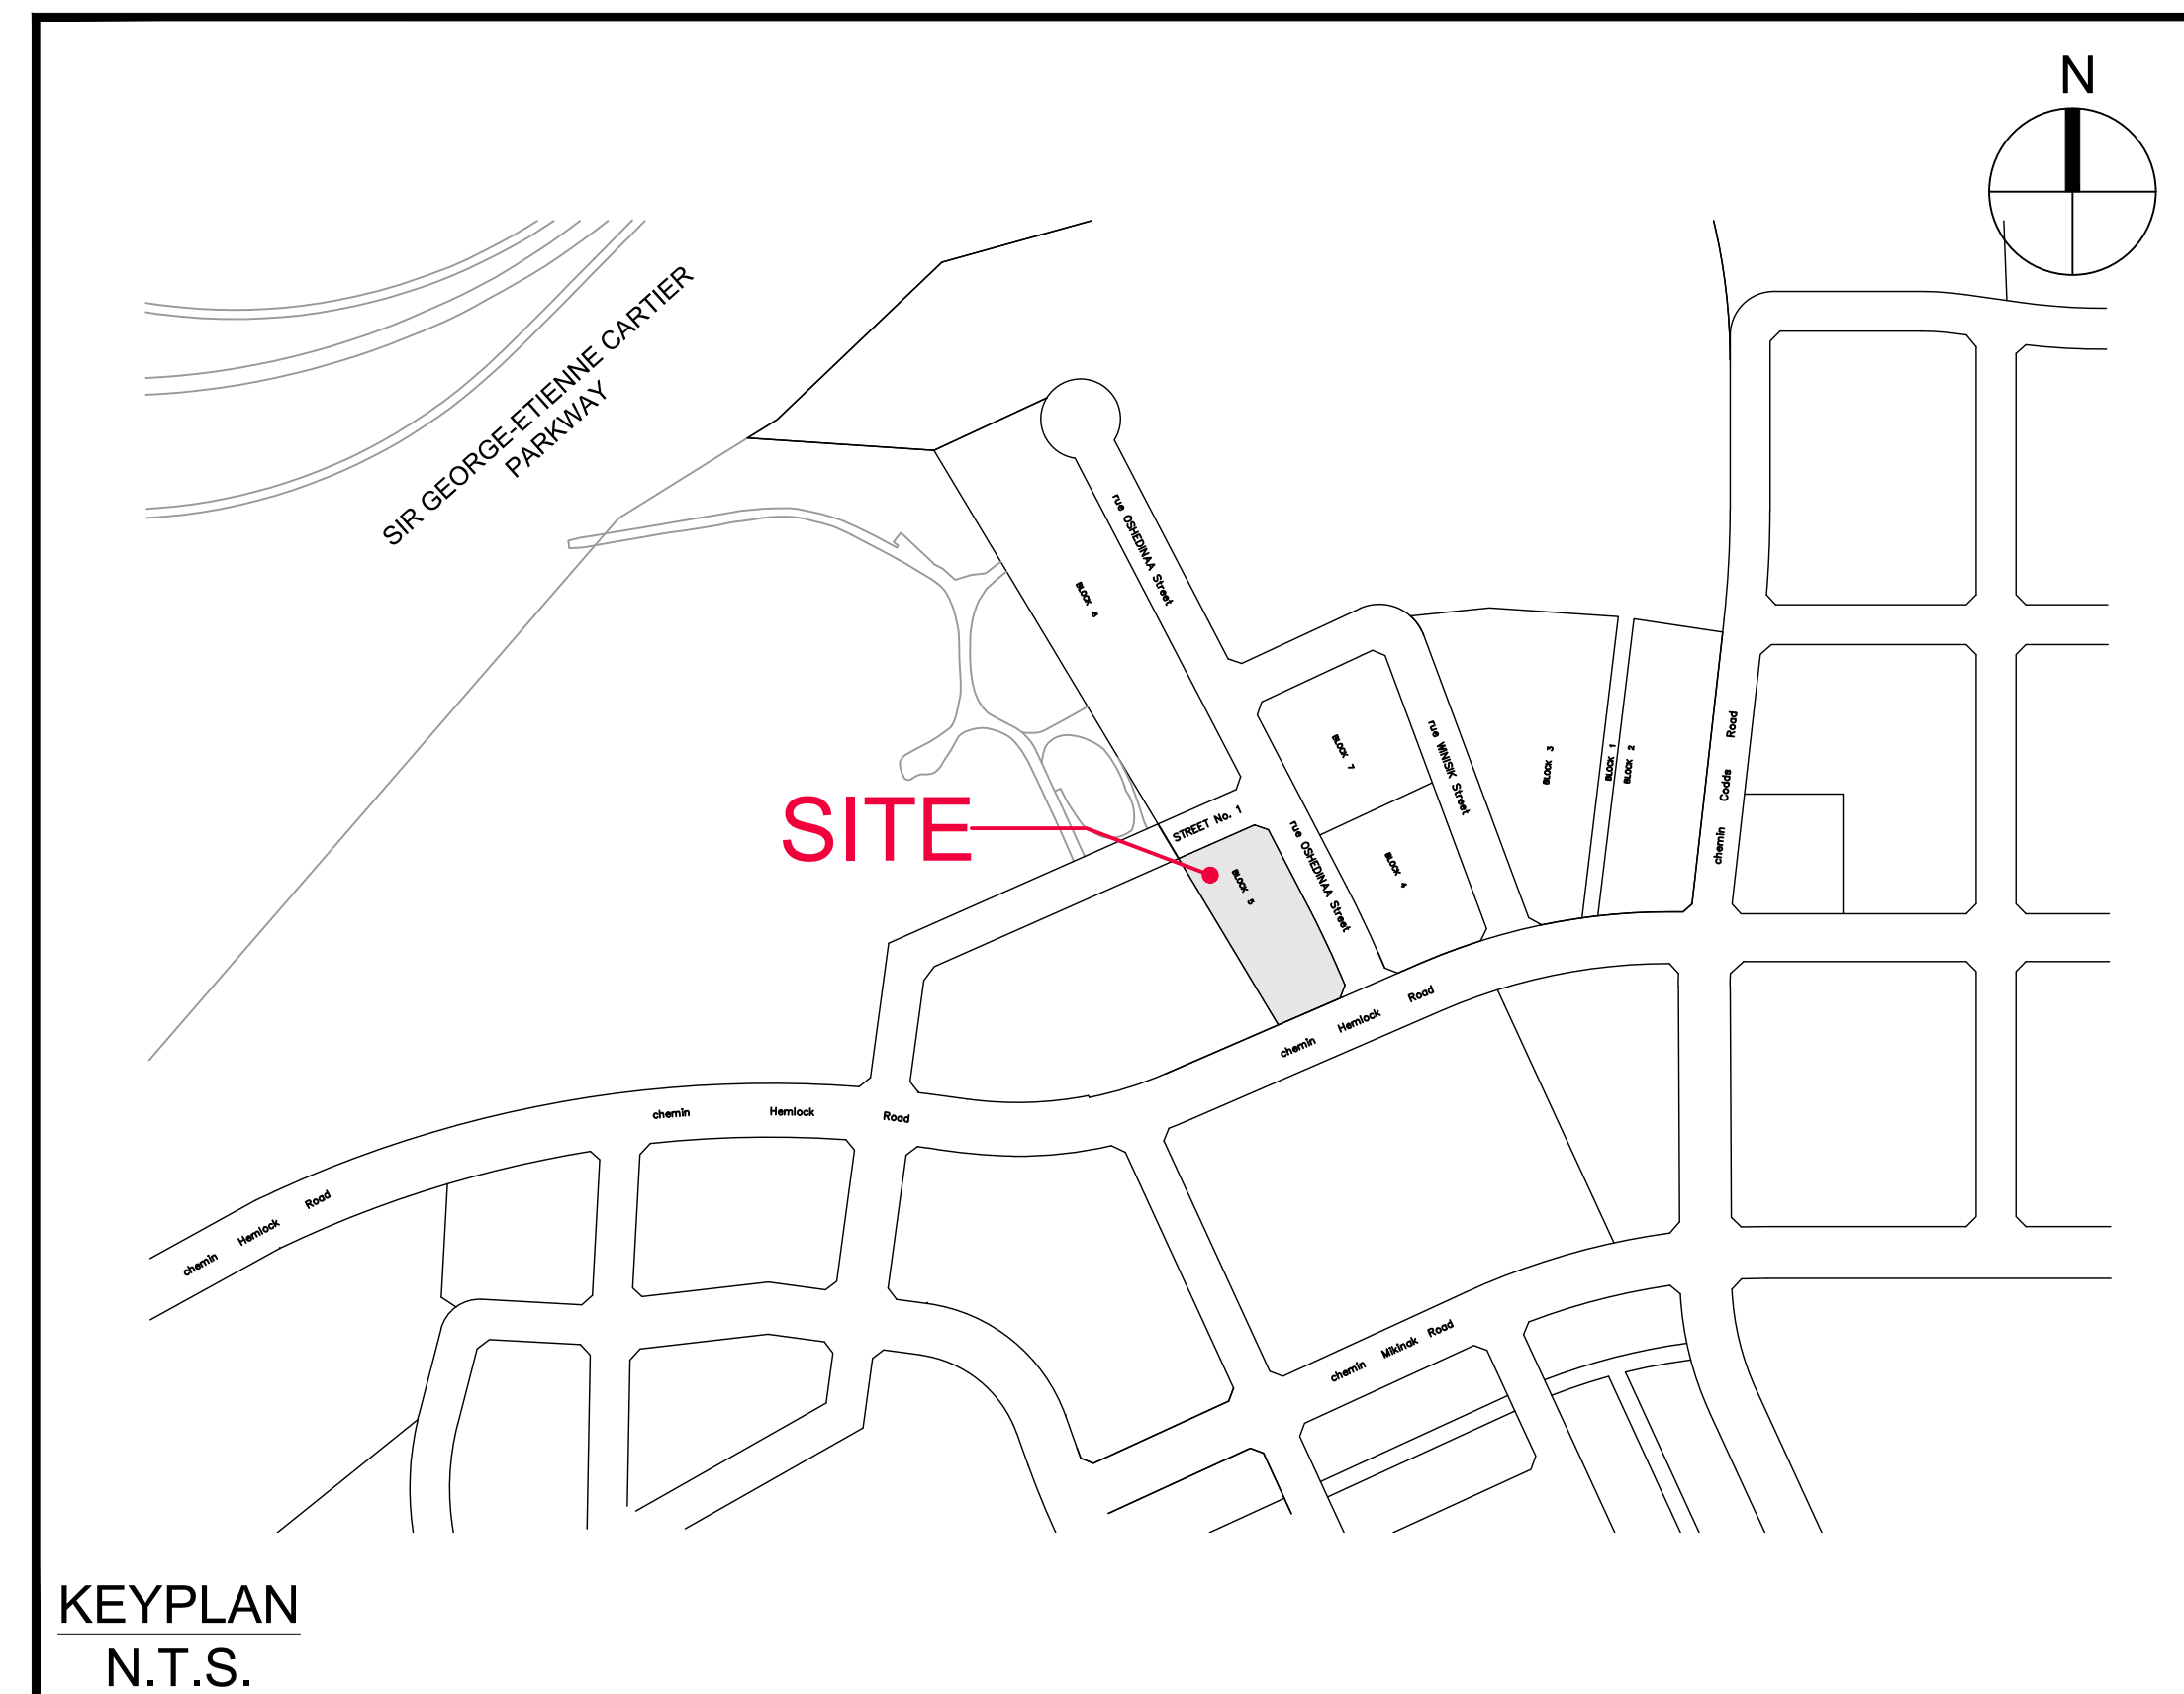 N
SIR GEORGE-ETIENNE CARTIER
PARKWAY
rue OSHEDINAA Street
BLOCK 6
BLOCK 7
rue WINISIK Street
BLOCK 3
BLOCK 1
BLOCK 2
chemin Codds Road
SITE
STREET No. 1
BLOCK 5
rue OSHEDINAA Street
BLOCK 4
chemin Hemlock Road
chemin Hemlock Road
chemin Hemlock Road
chemin Mikinak Road
KEYPLAN
N.T.S.